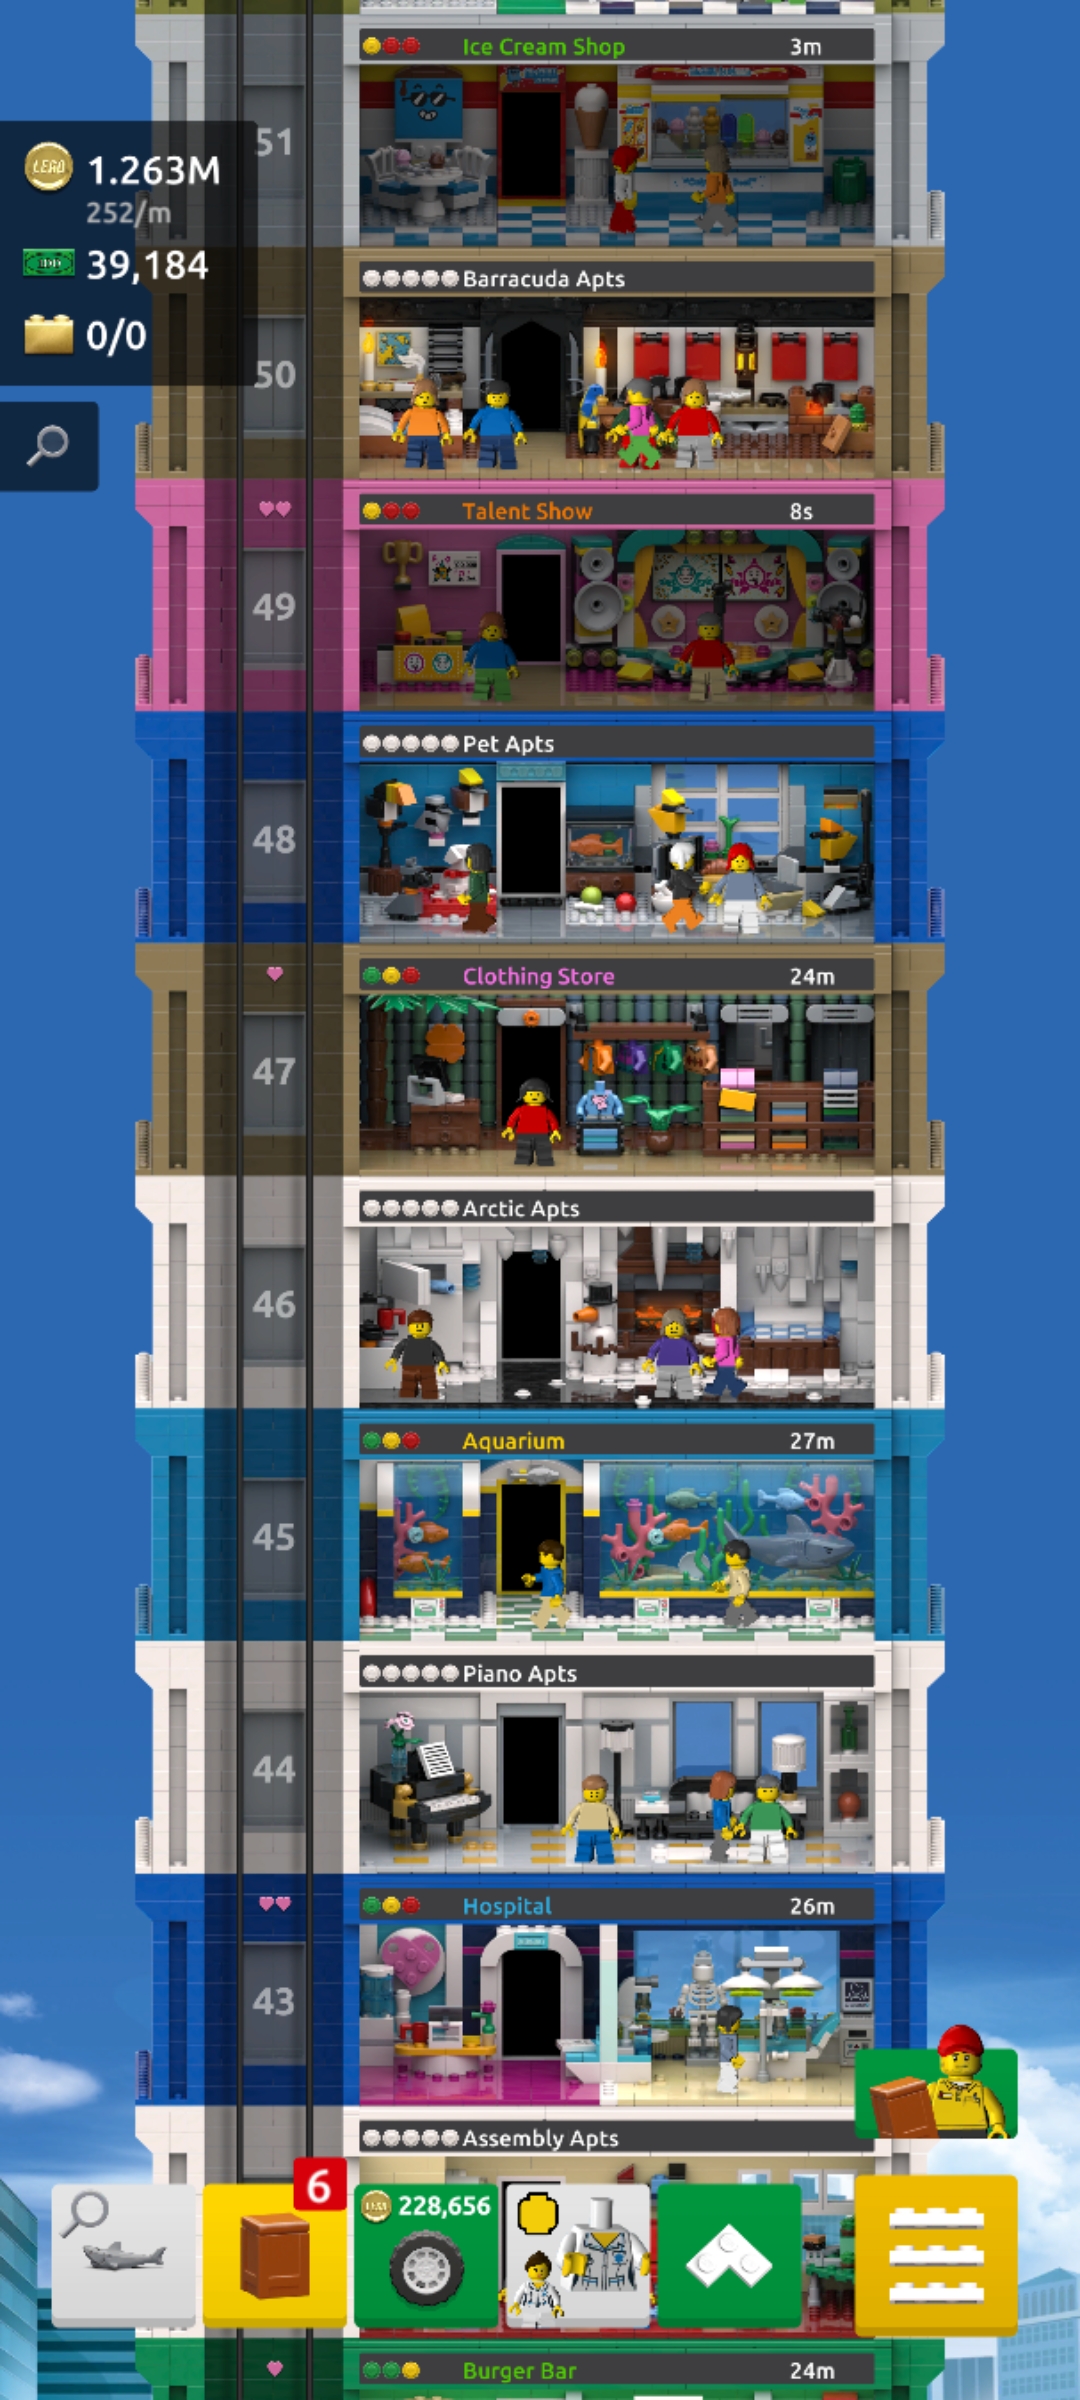 Ice Cream Shop 3m
51
LEGO 1.263M
252/m
39,184
0/0
Barracuda Apts
50
Talent Show 8s
49
Pet Apts
48
Clothing Store 24m
47
Arctic Apts
46
Aquarium 27m
45
Piano Apts
44
Hospital 26m
43
Assembly Apts
6
228,656
Burger Bar 24m